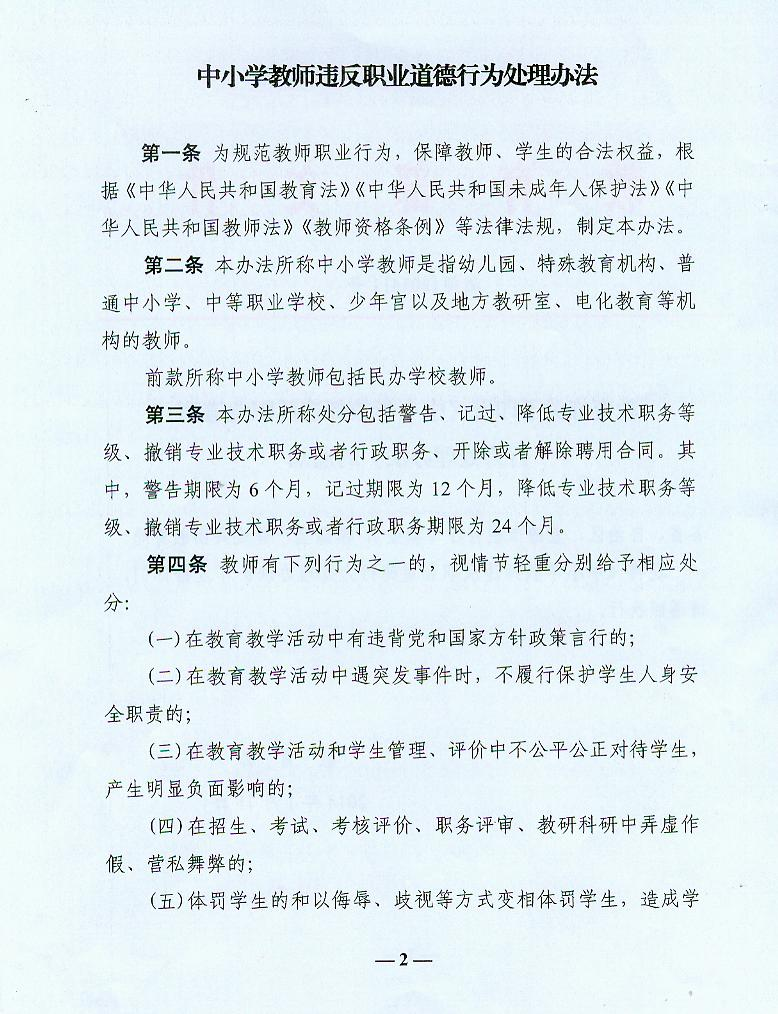 中小学教师违反职业道德行为处理办法
第一条 为规范教师职业行为，保障教师、学生的合法权益，根
据《中华人民共和国教育法》《中华人民共和国未成年人保护法》《中
华人民共和国教师法》《教师资格条例》等法律法规，制定本办法。
第二条 本办法所称中小学教师是指幼儿园、特殊教育机构、普
通中小学、中等职业学校、少年宫以及地方教研室、电化教育等机
构的教师。
前款所称中小学教师包括民办学校教师。
第三条 本办法所称处分包括警告、记过、降低专业技术职务等
级、撤销专业技术职务或者行政职务、开除或者解除聘用合同。其
中，警告期限为 6 个月，记过期限为 12 个月，降低专业技术职务等
级、撤销专业技术职务或者行政职务期限为 24 个月。
第四条 教师有下列行为之一的，视情节轻重分别给予相应处
分：
(一)在教育教学活动中有违背党和国家方针政策言行的；
(二)在教育教学活动中遇突发事件时，不履行保护学生人身安
全职责的；
(三)在教育教学活动和学生管理、评价中不公平公正对待学生，
产生明显负面影响的；
(四)在招生、考试、考核评价、职务评审、教研科研中弄虚作
假、营私舞弊的；
(五)体罚学生的和以侮辱、歧视等方式变相体罚学生，造成学
— 2 —